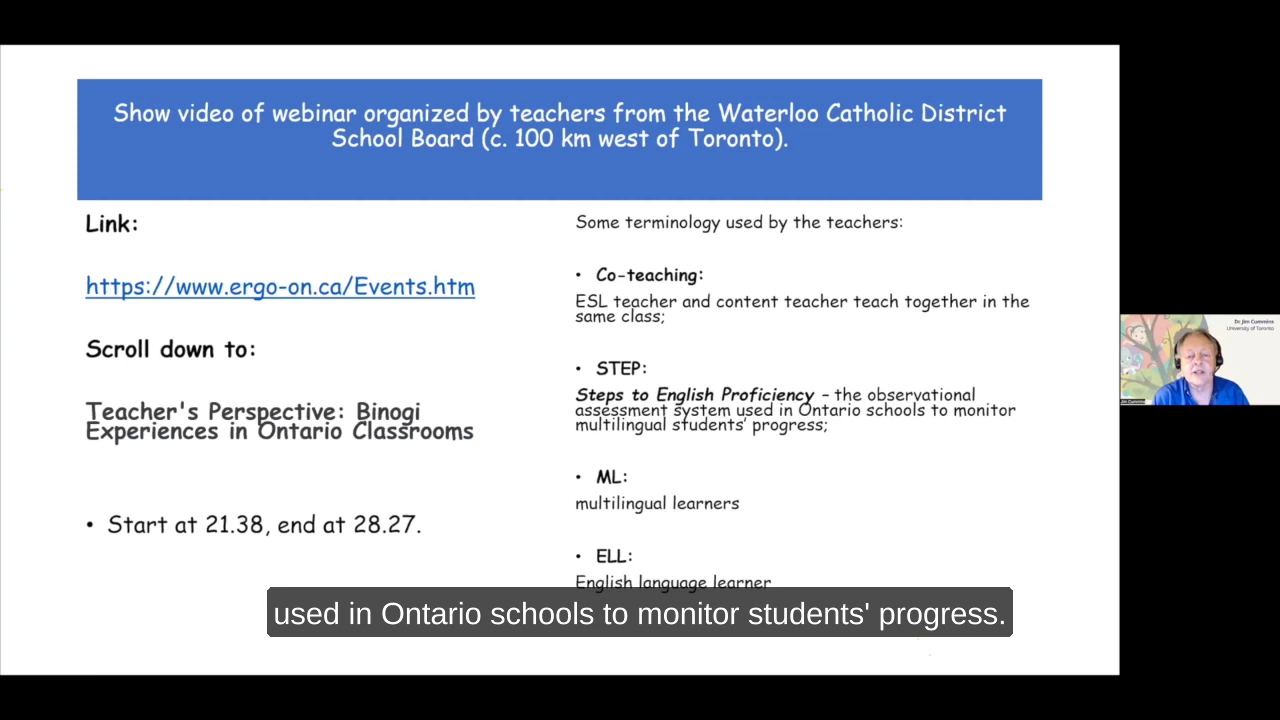 Show video of webinar organized by teachers from the Waterloo Catholic District
School Board (c. 100 km west of Toronto).
Link:
https://www.ergo-on.ca/Events.htm
Scroll down to:
Teacher's Perspective: Binogi
Experiences in Ontario Classrooms
• Start at 21.38, end at 28.27.
Some terminology used by the teachers:
• Co-teaching:
ESL teacher and content teacher teach together in the
same class;
• STEP:
Steps to English Proficiency – the observational
assessment system used in Ontario schools to monitor
multilingual students' progress;
• ML:
multilingual learners
• ELL:
English language learner
used in Ontario schools to monitor students' progress.
Dr Jim Cummins
University of Toronto
Jim Cummins